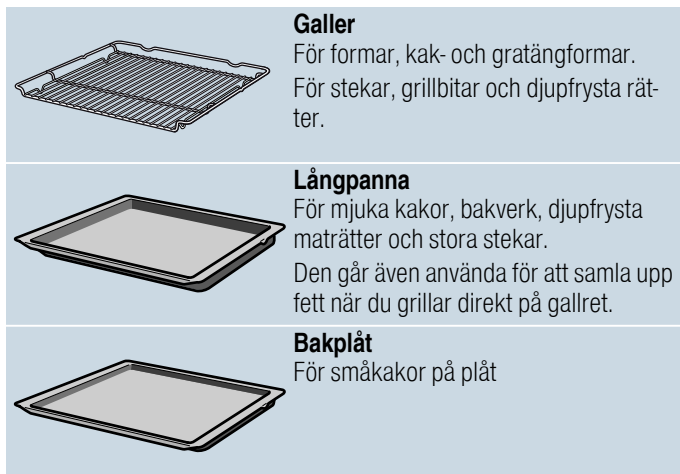 Galler
För formar, kak- och gratängformar.
För stekar, grillbitar och djupfrysta rät-
ter.
Långpanna
För mjuka kakor, bakverk, djupfrysta
maträtter och stora stekar.
Den går även använda för att samla upp
fett när du grillar direkt på gallret.
Bakplåt
För småkakor på plåt